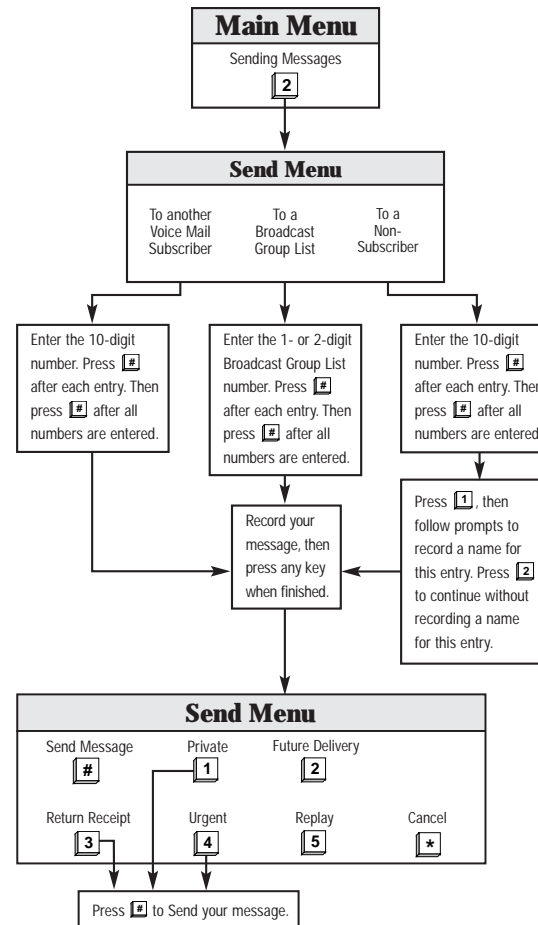 Main Menu
Sending Messages
2
Send Menu
To another
Voice Mail
Subscriber
To a
Broadcast
Group List
To a
Non-
Subscriber
Enter the 10-digit
number. Press #
after each entry. Then
press # after all
numbers are entered.
Enter the 1- or 2-digit
Broadcast Group List
number. Press #
after each entry. Then
press # after all
numbers are entered.
Enter the 10-digit
number. Press #
after each entry. Then
press # after all
numbers are entered
Record your
message, then
press any key
when finished.
Press 1, then
follow prompts to
record a name for
this entry. Press 2
to continue without
recording a name
for this entry.
Send Menu
Send Message
#
Private
1
Future Delivery
2
Return Receipt
3
Urgent
4
Replay
5
Cancel
*
Press # to Send your message.